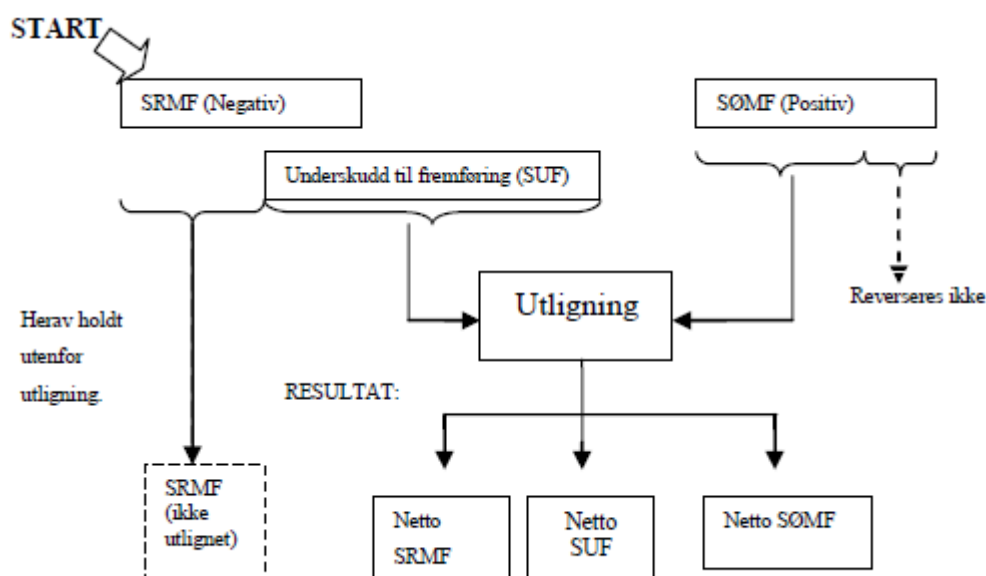 START
SRMF (Negativ)
SØMF (Positiv)
Underskudd til fremføring (SUF)
Utligning
Reverseres ikke
Herav holdt
utenfor
utligning.
RESULTAT:
SRMF
(ikke
utlignet)
Netto
SRMF
Netto
SUF
Netto SØMF